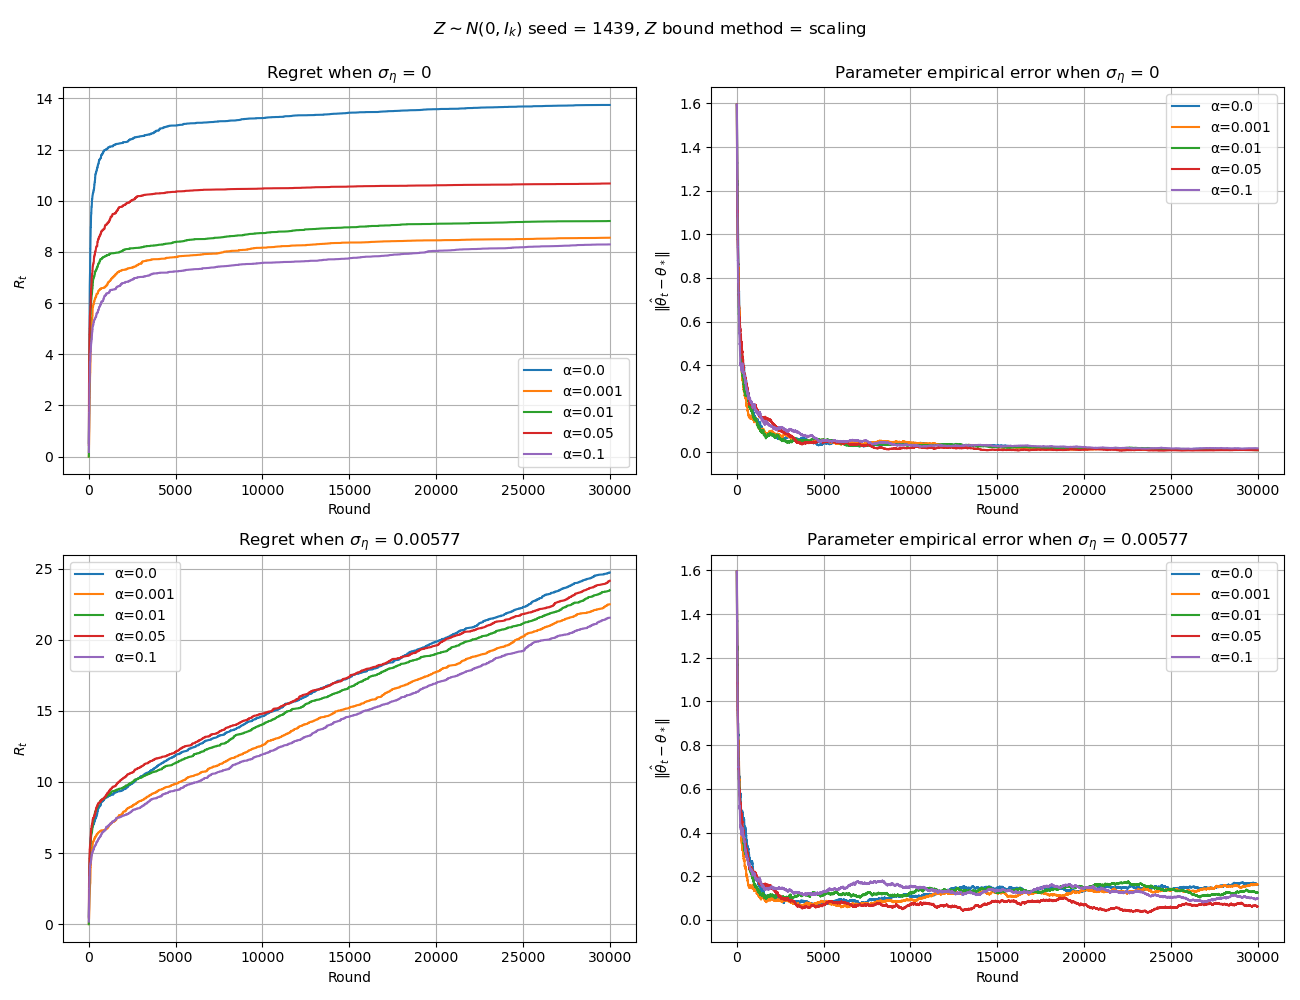 Z ∼ N(0, I_k) seed = 1439, Z bound method = scaling
Regret when σ_η = 0
14
12
10
8
6
4
2
0
R_t
0 5000 10000 15000 20000 25000 30000
Round
α=0.0
α=0.001
α=0.01
α=0.05
α=0.1
Parameter empirical error when σ_η = 0
1.6
1.4
1.2
1.0
0.8
0.6
0.4
0.2
0.0
‖θ̂_t − θ_*‖
0 5000 10000 15000 20000 25000 30000
Round
α=0.0
α=0.001
α=0.01
α=0.05
α=0.1
Regret when σ_η = 0.00577
25
20
15
10
5
0
R_t
0 5000 10000 15000 20000 25000 30000
Round
α=0.0
α=0.001
α=0.01
α=0.05
α=0.1
Parameter empirical error when σ_η = 0.00577
1.6
1.4
1.2
1.0
0.8
0.6
0.4
0.2
0.0
‖θ̂_t − θ_*‖
0 5000 10000 15000 20000 25000 30000
Round
α=0.0
α=0.001
α=0.01
α=0.05
α=0.1